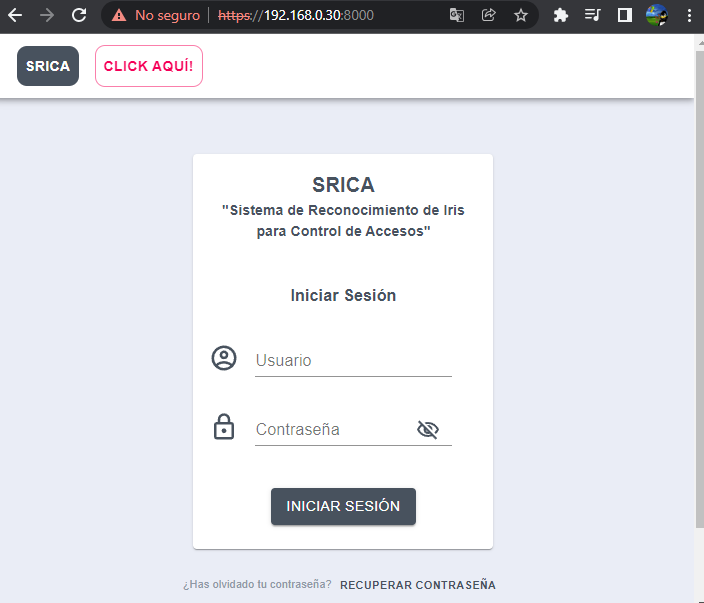 No seguro https://192.168.0.30:8000
SRICA CLICK AQUÍ!
SRICA
"Sistema de Reconocimiento de Iris
para Control de Accesos"
Iniciar Sesión
Usuario
Contraseña
INICIAR SESIÓN
¿Has olvidado tu contraseña? RECUPERAR CONTRASEÑA